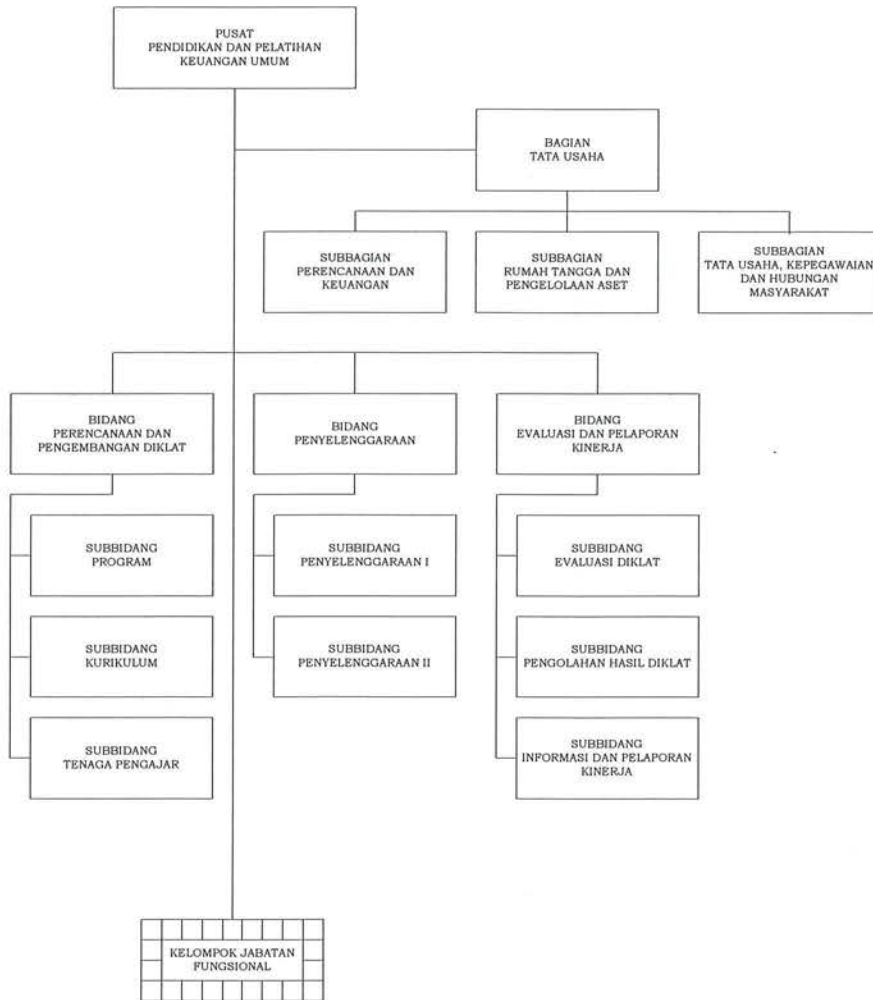 PUSAT
PENDIDIKAN DAN PELATIHAN
KEUANGAN UMUM
BAGIAN
TATA USAHA
SUBBAGIAN
PERENCANAAN DAN
KEUANGAN
SUBBAGIAN
RUMAH TANGGA DAN
PENGELOLAAN ASET
SUBBAGIAN
TATA USAHA, KEPEGAWAIAN
DAN HUBUNGAN
MASYARAKAT
BIDANG
PERENCANAAN DAN
PENGEMBANGAN DIKLAT
BIDANG
PENYELENGGARAAN
BIDANG
EVALUASI DAN PELAPORAN
KINERJA
SUBBIDANG
PROGRAM
SUBBIDANG
PENYELENGGARAAN I
SUBBIDANG
EVALUASI DIKLAT
SUBBIDANG
KURIKULUM
SUBBIDANG
PENYELENGGARAAN II
SUBBIDANG
PENGOLAHAN HASIL DIKLAT
SUBBIDANG
TENAGA PENGAJAR
SUBBIDANG
INFORMASI DAN PELAPORAN
KINERJA
KELOMPOK JABATAN
FUNGSIONAL